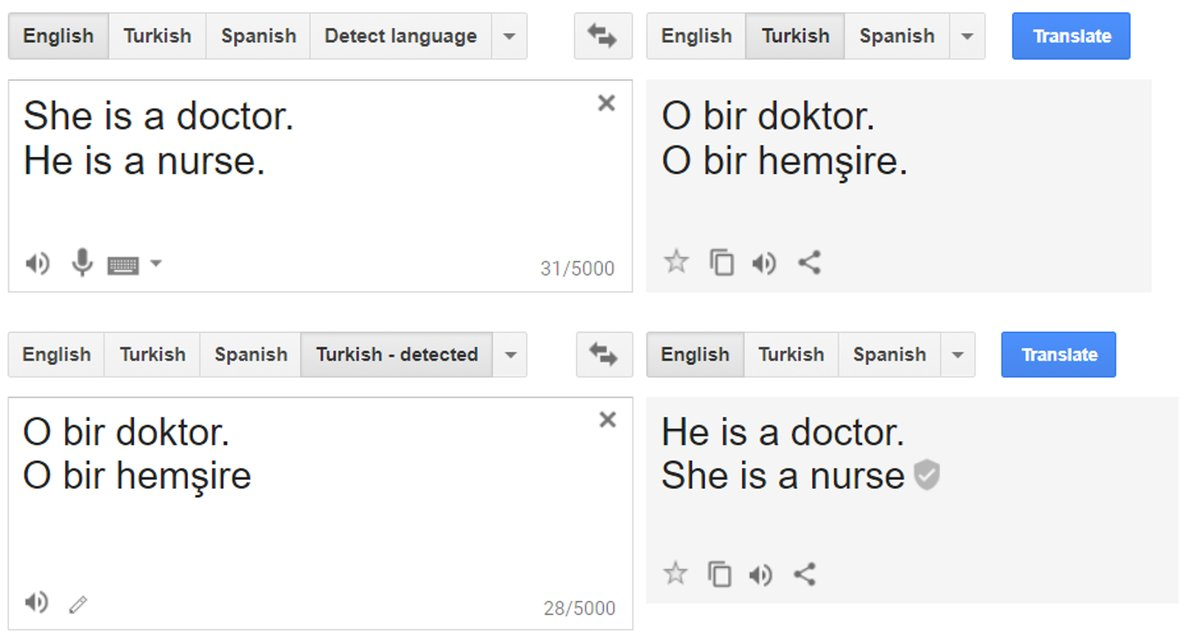 English Turkish Spanish Detect language English Turkish Spanish Translate
She is a doctor.
He is a nurse.
31/5000
O bir doktor.
O bir hemşire.
English Turkish Spanish Turkish - detected English Turkish Spanish Translate
O bir doktor.
O bir hemşire
28/5000
He is a doctor.
She is a nurse